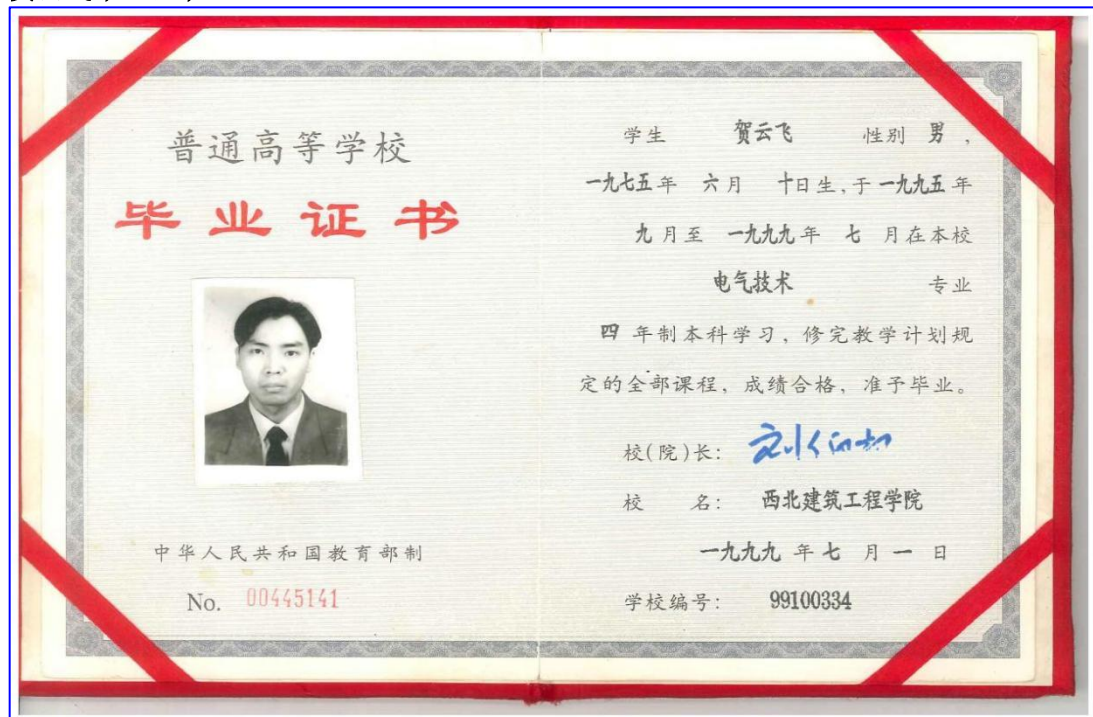 普通高等学校
毕业证书
中华人民共和国教育部制
No. 00445141
学生 贺云飞 性别 男,
一九七五年 六月 十日生,于一九九五年
九月至 一九九九年 七 月在本校
电气技术 专业
四 年制本科学习,修完教学计划规
定的全部课程,成绩合格,准予毕业。
校(院)长:
校 名: 西北建筑工程学院
一九九九 年七 月一 日
学校编号: 99100334